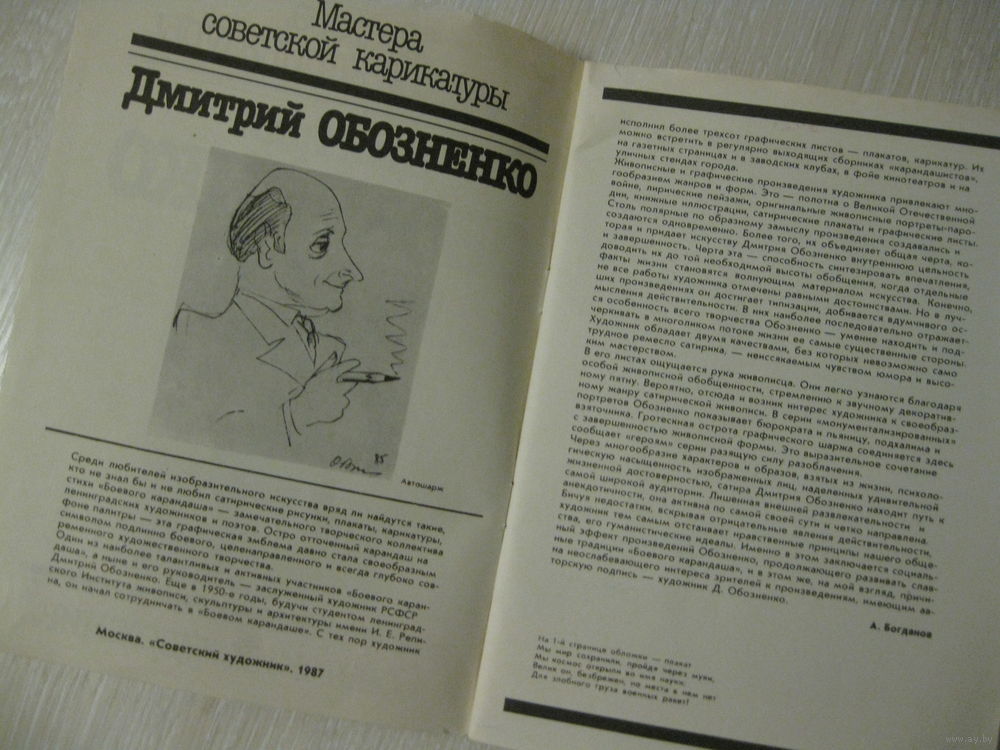 Мастера
советской карикатуры
Дмитрий ОБОЗНЕНКО
85
Автошарж
Среди любителей изобразительного искусства вряд ли найдутся такие,
кто не знал бы и не любил сатирические рисунки, плакаты, карикатуры,
стихи «Боевого карандаша» — замечательного творческого коллектива
ленинградских художников и поэтов. Остро отточенный карандаш на
фоне палитры — эта графическая эмблема давно стала своеобразным
символом подлинно боевого, целенаправленного и всегда глубоко сов-
ременного художественного творчества.
Один из наиболее талантливых и активных участников «Боевого каран-
даша», а ныне и его руководитель — заслуженный художник РСФСР
Дмитрий Обозненко. Еще в 1950-е годы, будучи студентом ленинград-
ского Института живописи, скульптуры и архитектуры имени И. Е. Репи-
на, он начал сотрудничать в «Боевом карандаше». С тех пор художник
Москва. «Советский художник». 1987
исполнил более трехсот графических листов — плакатов, карикатур. Их
можно встретить в регулярно выходящих сборниках «карандашистов»,
на газетных страницах и в заводских клубах, в фойе кинотеатров и на
уличных стендах города.
Живописные и графические произведения художника привлекают мно-
гообразием жанров и форм. Это — полотна о Великой Отечественной
войне, лирические пейзажи, оригинальные живописные портреты-паро-
дии, книжные иллюстрации, сатирические плакаты и графические листы.
Столь полярные по образному замыслу произведения создавались и
создаются одновременно. Более того, их объединяет общая черта, ко-
торая и придает искусству Дмитрия Обозненко внутреннюю цельность
и завершенность. Черта эта — способность синтезировать впечатления,
доводить их до той необходимой высоты обобщения, когда отдельные
факты жизни становятся волнующим материалом искусства. Конечно,
не все работы художника отмечены равными достоинствами. Но в луч-
ших произведениях он достигает типизации, добивается вдумчивого ос-
мысления действительности. В них наиболее последовательно отражает-
ся особенность всего творчества Обозненко — умение находить и под-
черкивать в многоликом потоке жизни ее самые существенные стороны.
Художник обладает двумя качествами, без которых невозможно само
трудное ремесло сатирика, — неиссякаемым чувством юмора и высо-
ким мастерством.
В его листах ощущается рука живописца. Они легко узнаются благодаря
особой живописной обобщенности, стремлению к звучному декоратив-
ному пятну. Вероятно, отсюда и возник интерес художника к своеобраз-
ному жанру сатирической живописи. В серии «монументализированных»
портретов Обозненко показывает бюрократа и пьяницу, подхалима и
взяточника. Гротескная острота графического шаржа соединяется здесь
с завершенностью живописной формы. Это выразительное сочетание
сообщает «героям» серии разящую силу разоблачения.
Через многообразие характеров и образов, взятых из жизни, психоло-
гическую насыщенность изображенных лиц, наделенных удивительной
жизненной достоверностью, сатира Дмитрия Обозненко находит путь к
самой широкой аудитории. Лишенная внешней развлекательности и
анекдотичности, она активна по самой своей сути и четко направлена.
Бичуя недостатки, вскрывая отрицательные явления действительности,
художник тем самым отстаивает нравственные принципы нашего обще-
ства, его гуманистические идеалы. Именно в этом заключается социаль-
ный эффект произведений Обозненко, продолжающего развивать слав-
ные традиции «Боевого карандаша», и в этом же, на мой взгляд, причи-
на неослабевающего интереса зрителей к произведениям, имеющим ав-
торскую подпись — художник Д. Обозненко.
А. Богданов
На 1-й странице обложки — плакат
Мы мир сохранили, пройдя через муки,
Мы космос открыли во имя науки.
Велик он, безбрежен, но места в нем нет
Для злобного груза военных ракет!
www.ay.by